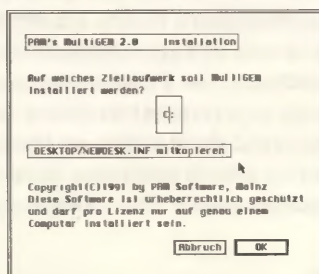 PAM's MultiGEM 2.0 Installation
Auf welches Ziellaufwerk soll MultiGEM
installiert werden?
C:
DESKTOP/NEWDESK.INF mitkopieren
Copyright(C)1991 by PAM Software, Mainz
Diese Software ist urheberrechtlich geschützt
und darf pro Lizenz nur auf genau einem
Computer installiert sein.
Abbruch OK